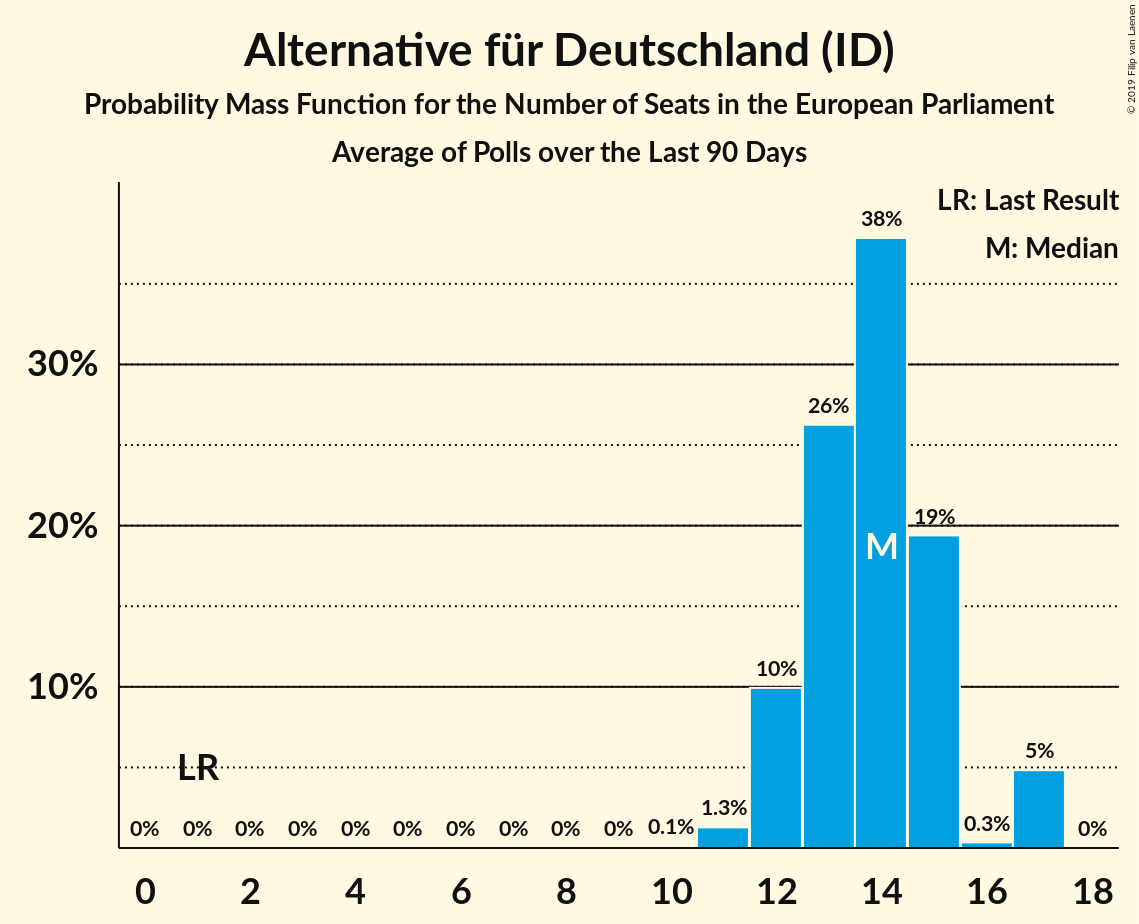 Alternative für Deutschland (ID)
Probability Mass Function for the Number of Seats in the European Parliament
Average of Polls over the Last 90 Days
© 2019 Filip van Laenen
LR: Last Result
M: Median
38%
30%
26%
20%
19%
M
10%
10%
LR
5%
1.3%
0% 0% 0% 0% 0% 0% 0% 0% 0% 0% 0.1% 0.3% 0%
0 2 4 6 8 10 12 14 16 18